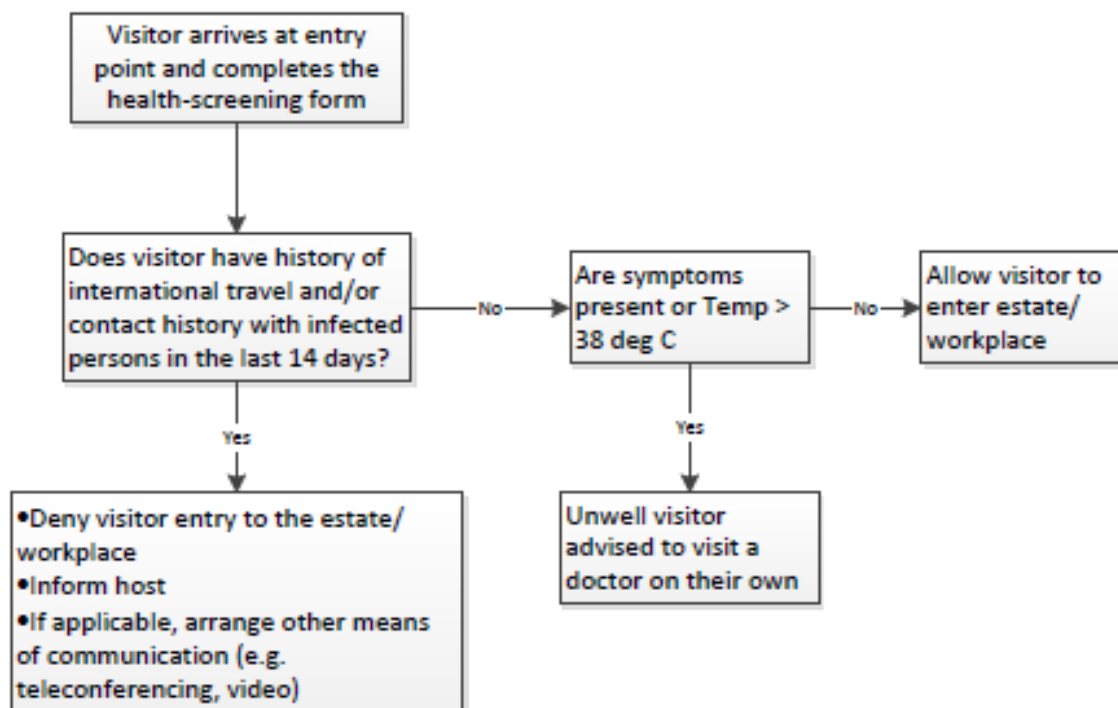 Visitor arrives at entry
point and completes the
health-screening form
Does visitor have history of
international travel and/or
contact history with infected
persons in the last 14 days?
No
Are symptoms
present or Temp >
38 deg C
No
Allow visitor to
enter estate/
workplace
Yes
Yes
•Deny visitor entry to the estate/
workplace
•Inform host
•If applicable, arrange other means
of communication (e.g.
teleconferencing, video)
Unwell visitor
advised to visit a
doctor on their own